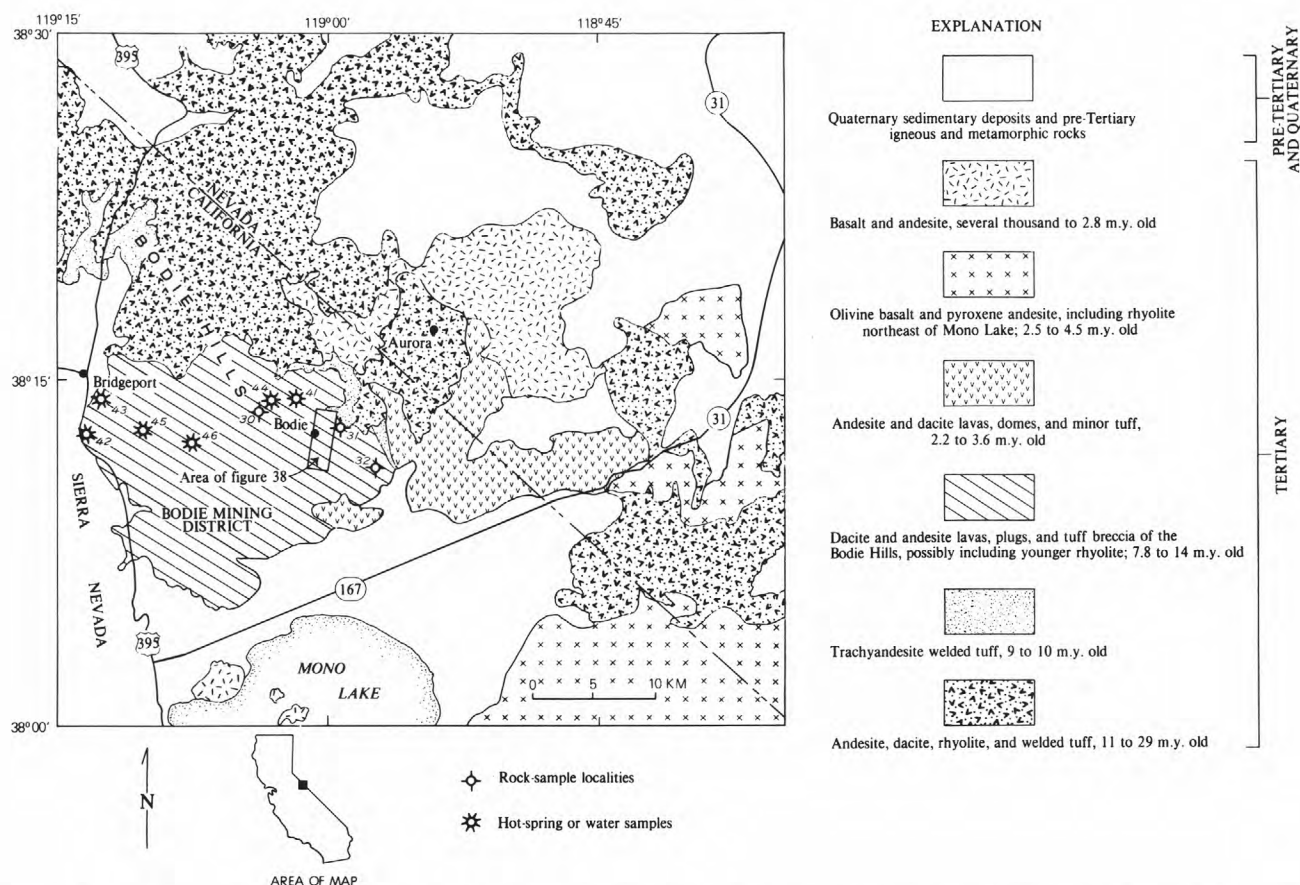 119° 15'
119° 00'
118° 45'
38° 30'
395
31
NEVADA
CALIFORNIA
BODIE HILLS
Aurora
38° 15'
Bridgeport
43
44
41
30
Bodie
31
42
45
46
32
31
Area of figure 38
SIERRA
NEVADA
BODIE MINING
DISTRICT
167
395
MONO
LAKE
0 5 10 KM
38° 00'
N
AREA OF MAP
Rock-sample localities
Hot-spring or water samples
EXPLANATION
Quaternary sedimentary deposits and pre-Tertiary
igneous and metamorphic rocks
PRE-TERTIARY
AND QUATERNARY
Basalt and andesite, several thousand to 2.8 m.y. old
Olivine basalt and pyroxene andesite, including rhyolite
northeast of Mono Lake; 2.5 to 4.5 m.y. old
Andesite and dacite lavas, domes, and minor tuff,
2.2 to 3.6 m.y. old
Dacite and andesite lavas, plugs, and tuff breccia of the
Bodie Hills, possibly including younger rhyolite; 7.8 to 14 m.y. old
Trachyandesite welded tuff, 9 to 10 m.y. old
Andesite, dacite, rhyolite, and welded tuff, 11 to 29 m.y. old
TERTIARY